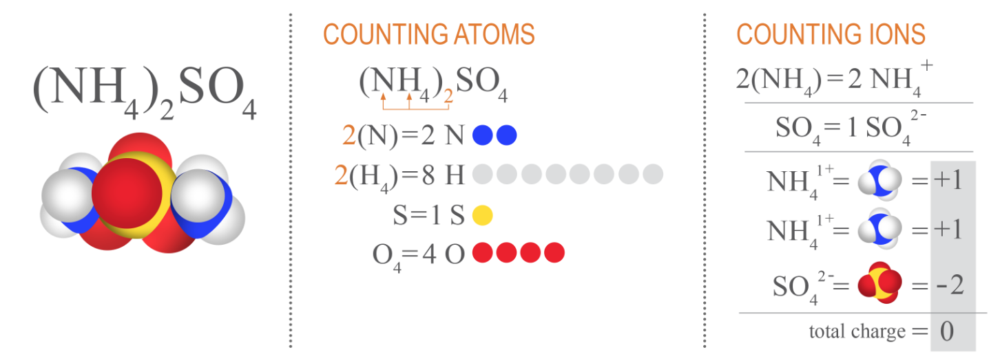 (NH₄)₂SO₄
COUNTING ATOMS
(NH₄)₂SO₄
2(N)=2 N
2(H₄)=8 H
S=1 S
O₄=4 O
COUNTING IONS
2(NH₄)=2 NH₄⁺
SO₄=1 SO₄²⁻
NH₄¹⁺= =+1
NH₄¹⁺= =+1
SO₄²⁻= =-2
total charge = 0